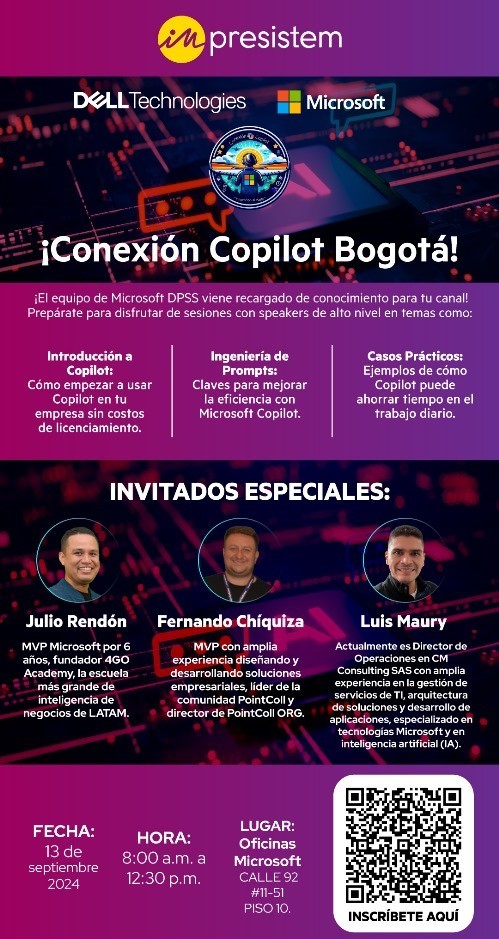 inpresistem
DELLTechnologies
Microsoft
¡Conexión Copilot Bogotá!
¡El equipo de Microsoft DPSS viene recargado de conocimiento para tu canal!
Prepárate para disfrutar de sesiones con speakers de alto nivel en temas como:
Introducción a
Copilot:
Cómo empezar a usar
Copilot en tu
empresa sin costos
de licenciamiento.
Ingeniería de
Prompts:
Claves para mejorar
la eficiencia con
Microsoft Copilot.
Casos Prácticos:
Ejemplos de cómo
Copilot puede
ahorrar tiempo en el
trabajo diario.
INVITADOS ESPECIALES:
Julio Rendón
MVP Microsoft por 6
años, fundador 4GO
Academy, la escuela
más grande de
inteligencia de
negocios de LATAM.
Fernando Chíquiza
MVP con amplia
experiencia diseñando y
desarrollando soluciones
empresariales, líder de la
comunidad PointColl y
director de PointColl ORG.
Luis Maury
Actualmente es Director de
Operaciones en CM
Consulting SAS con amplia
experiencia en la gestión de
servicios de TI, arquitectura
de soluciones y desarrollo de
aplicaciones, especializado en
tecnologías Microsoft y en
inteligencia artificial (IA).
FECHA:
13 de
septiembre
2024
HORA:
8:00 a.m. a
12:30 p.m.
LUGAR:
Oficinas
Microsoft
CALLE 92
#11-51
PISO 10.
INSCRÍBETE AQUÍ